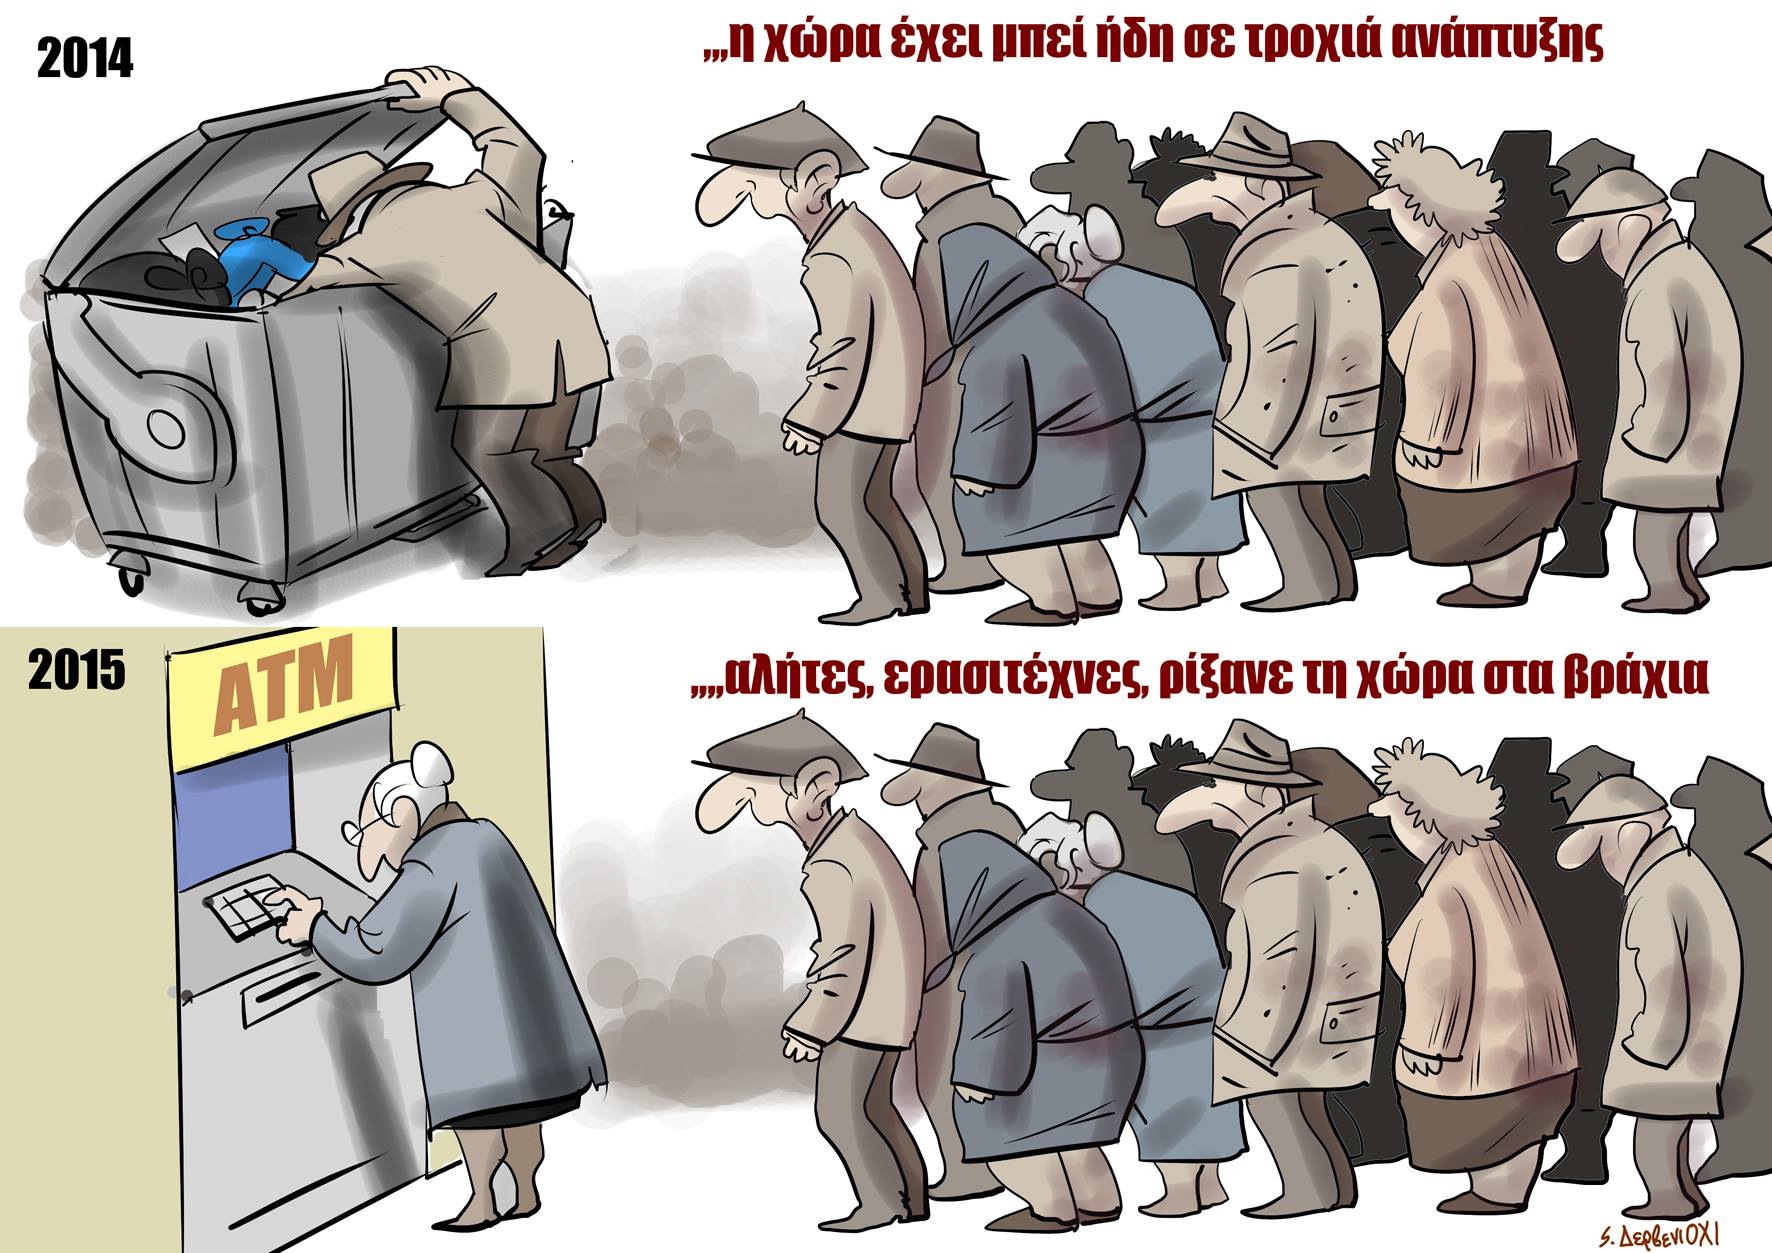 2014
,,,η χώρα έχει μπεί ήδη σε τροχιά ανάπτυξης
2015
ATM
,,,,αλήτες, ερασιτέχνες, ρίξανε τη χώρα στα βράχια
S. ΔερβενιΟΧΙ